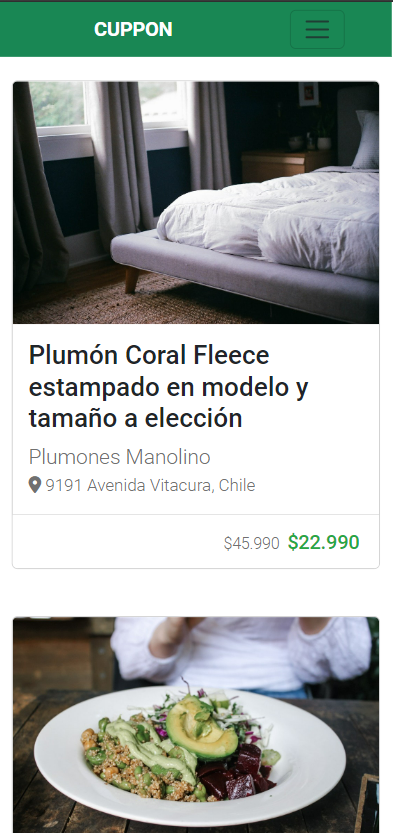 CUPPON
Plumón Coral Fleece
estampado en modelo y
tamaño a elección
Plumones Manolino
9191 Avenida Vitacura, Chile
$45.990 $22.990